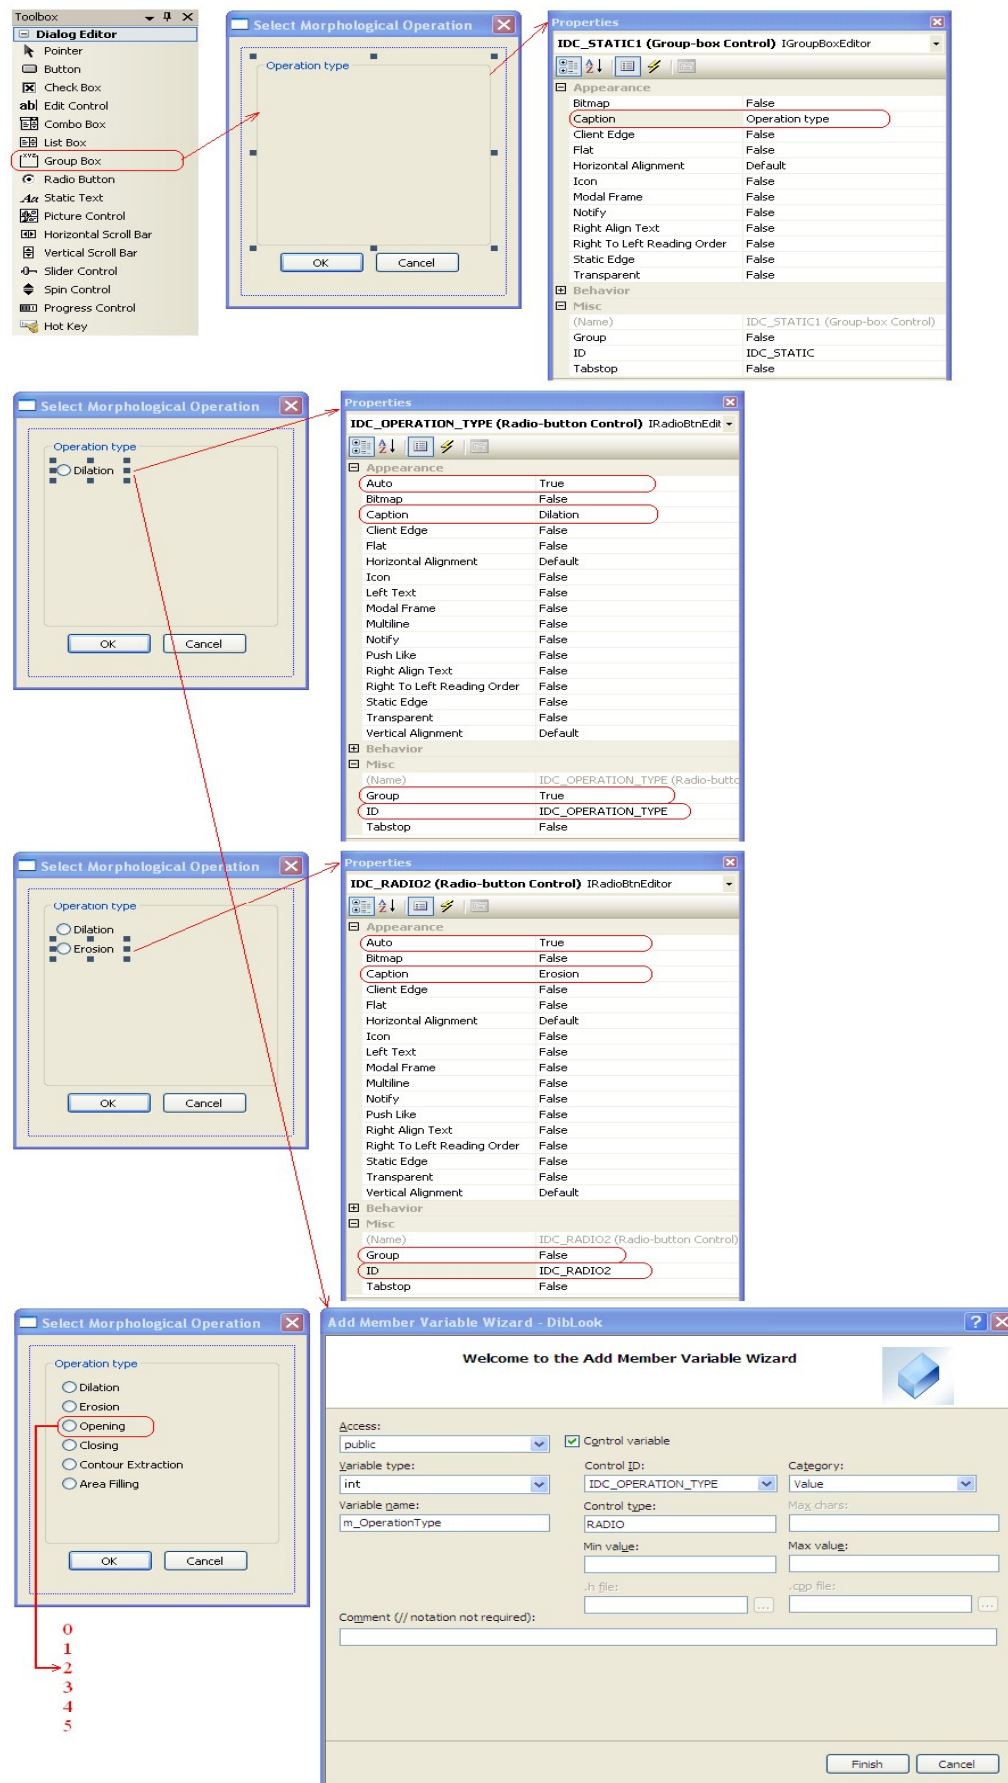 Toolbox
Dialog Editor
Pointer
Button
Check Box
ab| Edit Control
Combo Box
List Box
XYZ Group Box
Radio Button
Aa Static Text
Picture Control
Horizontal Scroll Bar
Vertical Scroll Bar
Slider Control
Spin Control
Progress Control
Hot Key
Select Morphological Operation
Operation type
OK Cancel
Properties
IDC_STATIC1 (Group-box Control) IGroupBoxEditor
Appearance
Bitmap False
Caption Operation type
Client Edge False
Flat False
Horizontal Alignment Default
Icon False
Modal Frame False
Notify False
Right Align Text False
Right To Left Reading Order False
Static Edge False
Transparent False
Behavior
Misc
(Name) IDC_STATIC1 (Group-box Control)
Group False
ID IDC_STATIC
Tabstop False
Select Morphological Operation
Operation type
Dilation
OK Cancel
Properties
IDC_OPERATION_TYPE (Radio-button Control) IRadioBtnEdit
Appearance
Auto True
Bitmap False
Caption Dilation
Client Edge False
Flat False
Horizontal Alignment Default
Icon False
Left Text False
Modal Frame False
Multiline False
Notify False
Push Like False
Right Align Text False
Right To Left Reading Order False
Static Edge False
Transparent False
Vertical Alignment Default
Behavior
Misc
(Name) IDC_OPERATION_TYPE (Radio-butto
Group True
ID IDC_OPERATION_TYPE
Tabstop False
Select Morphological Operation
Operation type
Dilation
Erosion
OK Cancel
Properties
IDC_RADIO2 (Radio-button Control) IRadioBtnEditor
Appearance
Auto True
Bitmap False
Caption Erosion
Client Edge False
Flat False
Horizontal Alignment Default
Icon False
Left Text False
Modal Frame False
Multiline False
Notify False
Push Like False
Right Align Text False
Right To Left Reading Order False
Static Edge False
Transparent False
Vertical Alignment Default
Behavior
Misc
(Name) IDC_RADIO2 (Radio-button Control)
Group False
ID IDC_RADIO2
Tabstop False
Select Morphological Operation
Operation type
Dilation
Erosion
Opening
Closing
Contour Extraction
Area Filling
OK Cancel
0
1
2
3
4
5
Add Member Variable Wizard - DibLook
Welcome to the Add Member Variable Wizard
Access:
public Control variable
Variable type: Control ID: Category:
int IDC_OPERATION_TYPE Value
Variable name: Control type: Max chars:
m_OperationType RADIO
Min value: Max value:
.h file: .cpp file:
... ...
Comment (// notation not required):
Finish Cancel